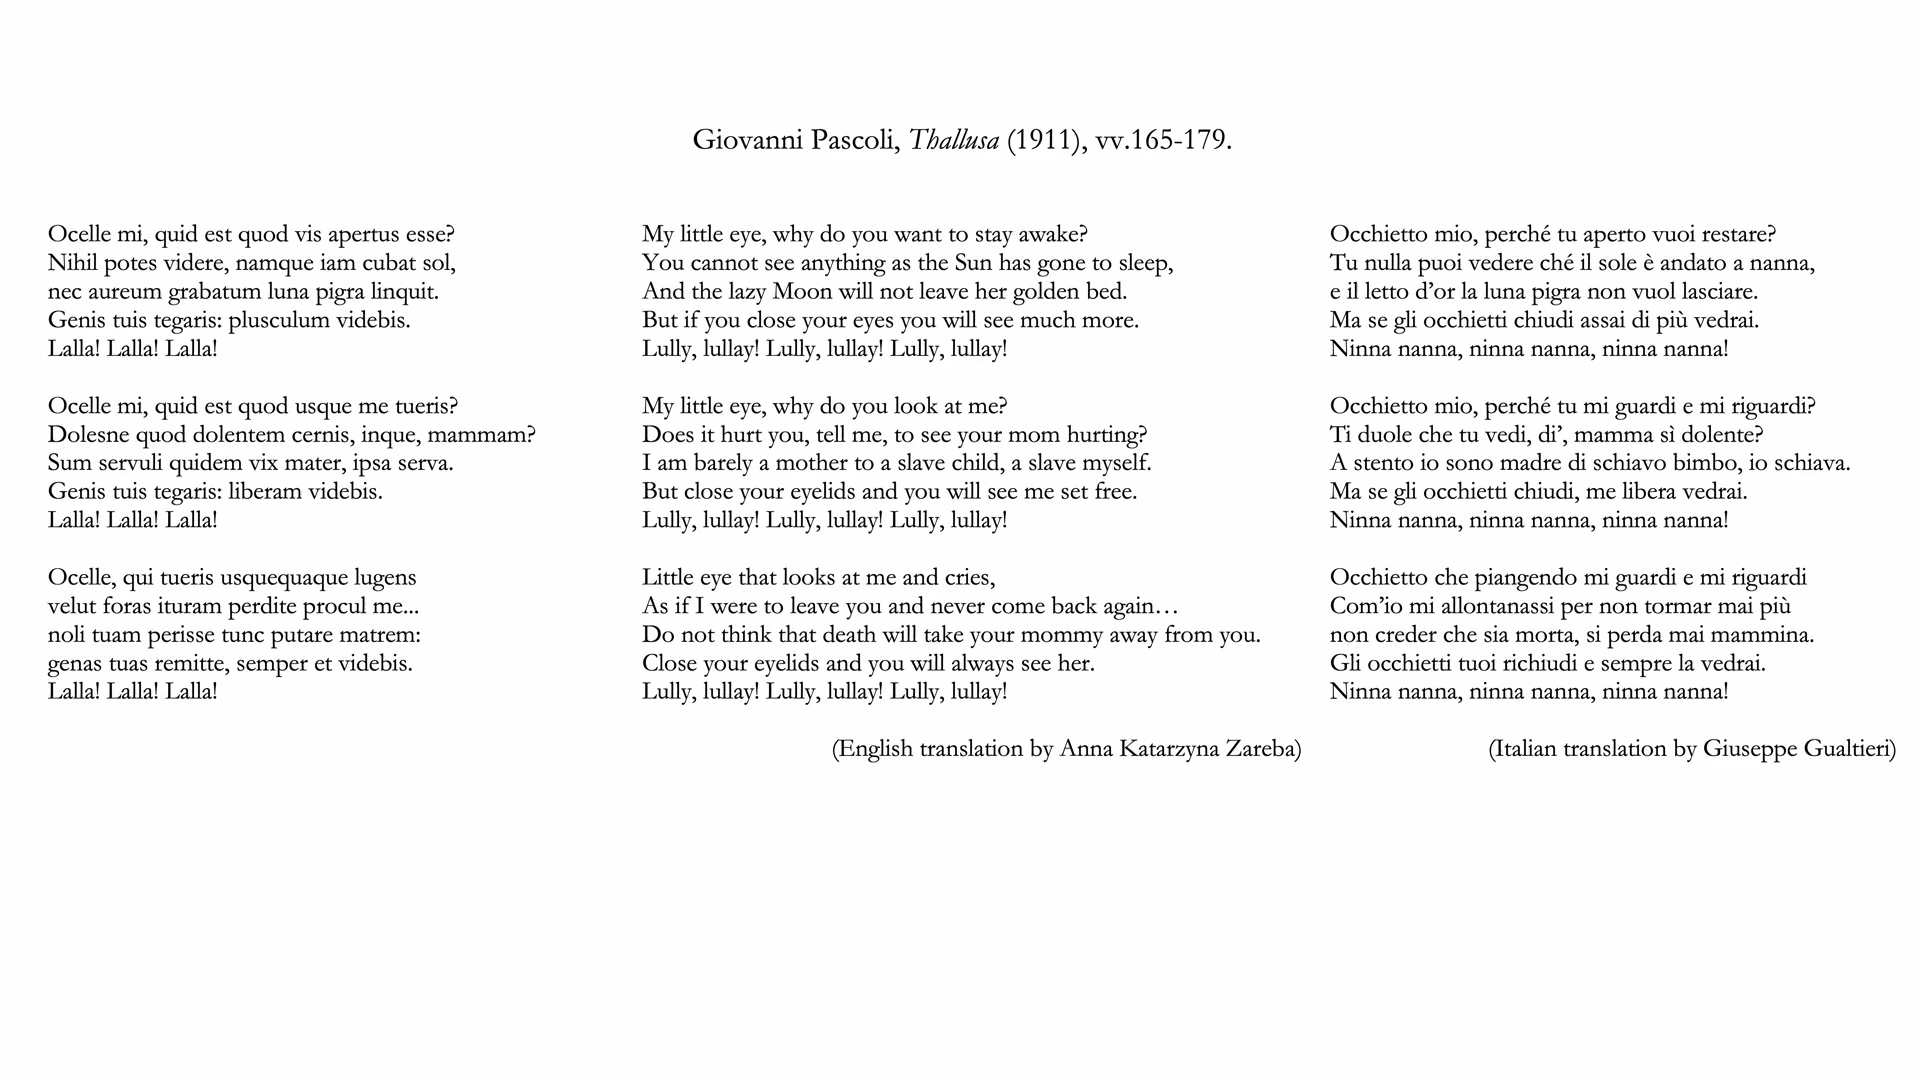 Giovanni Pascoli, Thallusa (1911), vv.165-179.
Ocelle mi, quid est quod vis apertus esse?
Nihil potes videre, namque iam cubat sol,
nec aureum grabatum luna pigra linquit.
Genis tuis tegaris: plusculum videbis.
Lalla! Lalla! Lalla!
Ocelle mi, quid est quod usque me tueris?
Dolesne quod dolentem cernis, inque, mammam?
Sum servuli quidem vix mater, ipsa serva.
Genis tuis tegaris: liberam videbis.
Lalla! Lalla! Lalla!
Ocelle, qui tueris usquequaque lugens
velut foras ituram perdite procul me...
noli tuam perisse tunc putare matrem:
genas tuas remitte, semper et videbis.
Lalla! Lalla! Lalla!
My little eye, why do you want to stay awake?
You cannot see anything as the Sun has gone to sleep,
And the lazy Moon will not leave her golden bed.
But if you close your eyes you will see much more.
Lully, lullay! Lully, lullay! Lully, lullay!
My little eye, why do you look at me?
Does it hurt you, tell me, to see your mom hurting?
I am barely a mother to a slave child, a slave myself.
But close your eyelids and you will see me set free.
Lully, lullay! Lully, lullay! Lully, lullay!
Little eye that looks at me and cries,
As if I were to leave you and never come back again…
Do not think that death will take your mommy away from you.
Close your eyelids and you will always see her.
Lully, lullay! Lully, lullay! Lully, lullay!
(English translation by Anna Katarzyna Zareba)
Occhietto mio, perché tu aperto vuoi restare?
Tu nulla puoi vedere ché il sole è andato a nanna,
e il letto d’or la luna pigra non vuol lasciare.
Ma se gli occhietti chiudi assai di più vedrai.
Ninna nanna, ninna nanna, ninna nanna!
Occhietto mio, perché tu mi guardi e mi riguardi?
Ti duole che tu vedi, di’, mamma sì dolente?
A stento io sono madre di schiavo bimbo, io schiava.
Ma se gli occhietti chiudi, me libera vedrai.
Ninna nanna, ninna nanna, ninna nanna!
Occhietto che piangendo mi guardi e mi riguardi
Com’io mi allontanassi per non tormar mai più
non creder che sia morta, si perda mai mammina.
Gli occhietti tuoi richiudi e sempre la vedrai.
Ninna nanna, ninna nanna, ninna nanna!
(Italian translation by Giuseppe Gualtieri)